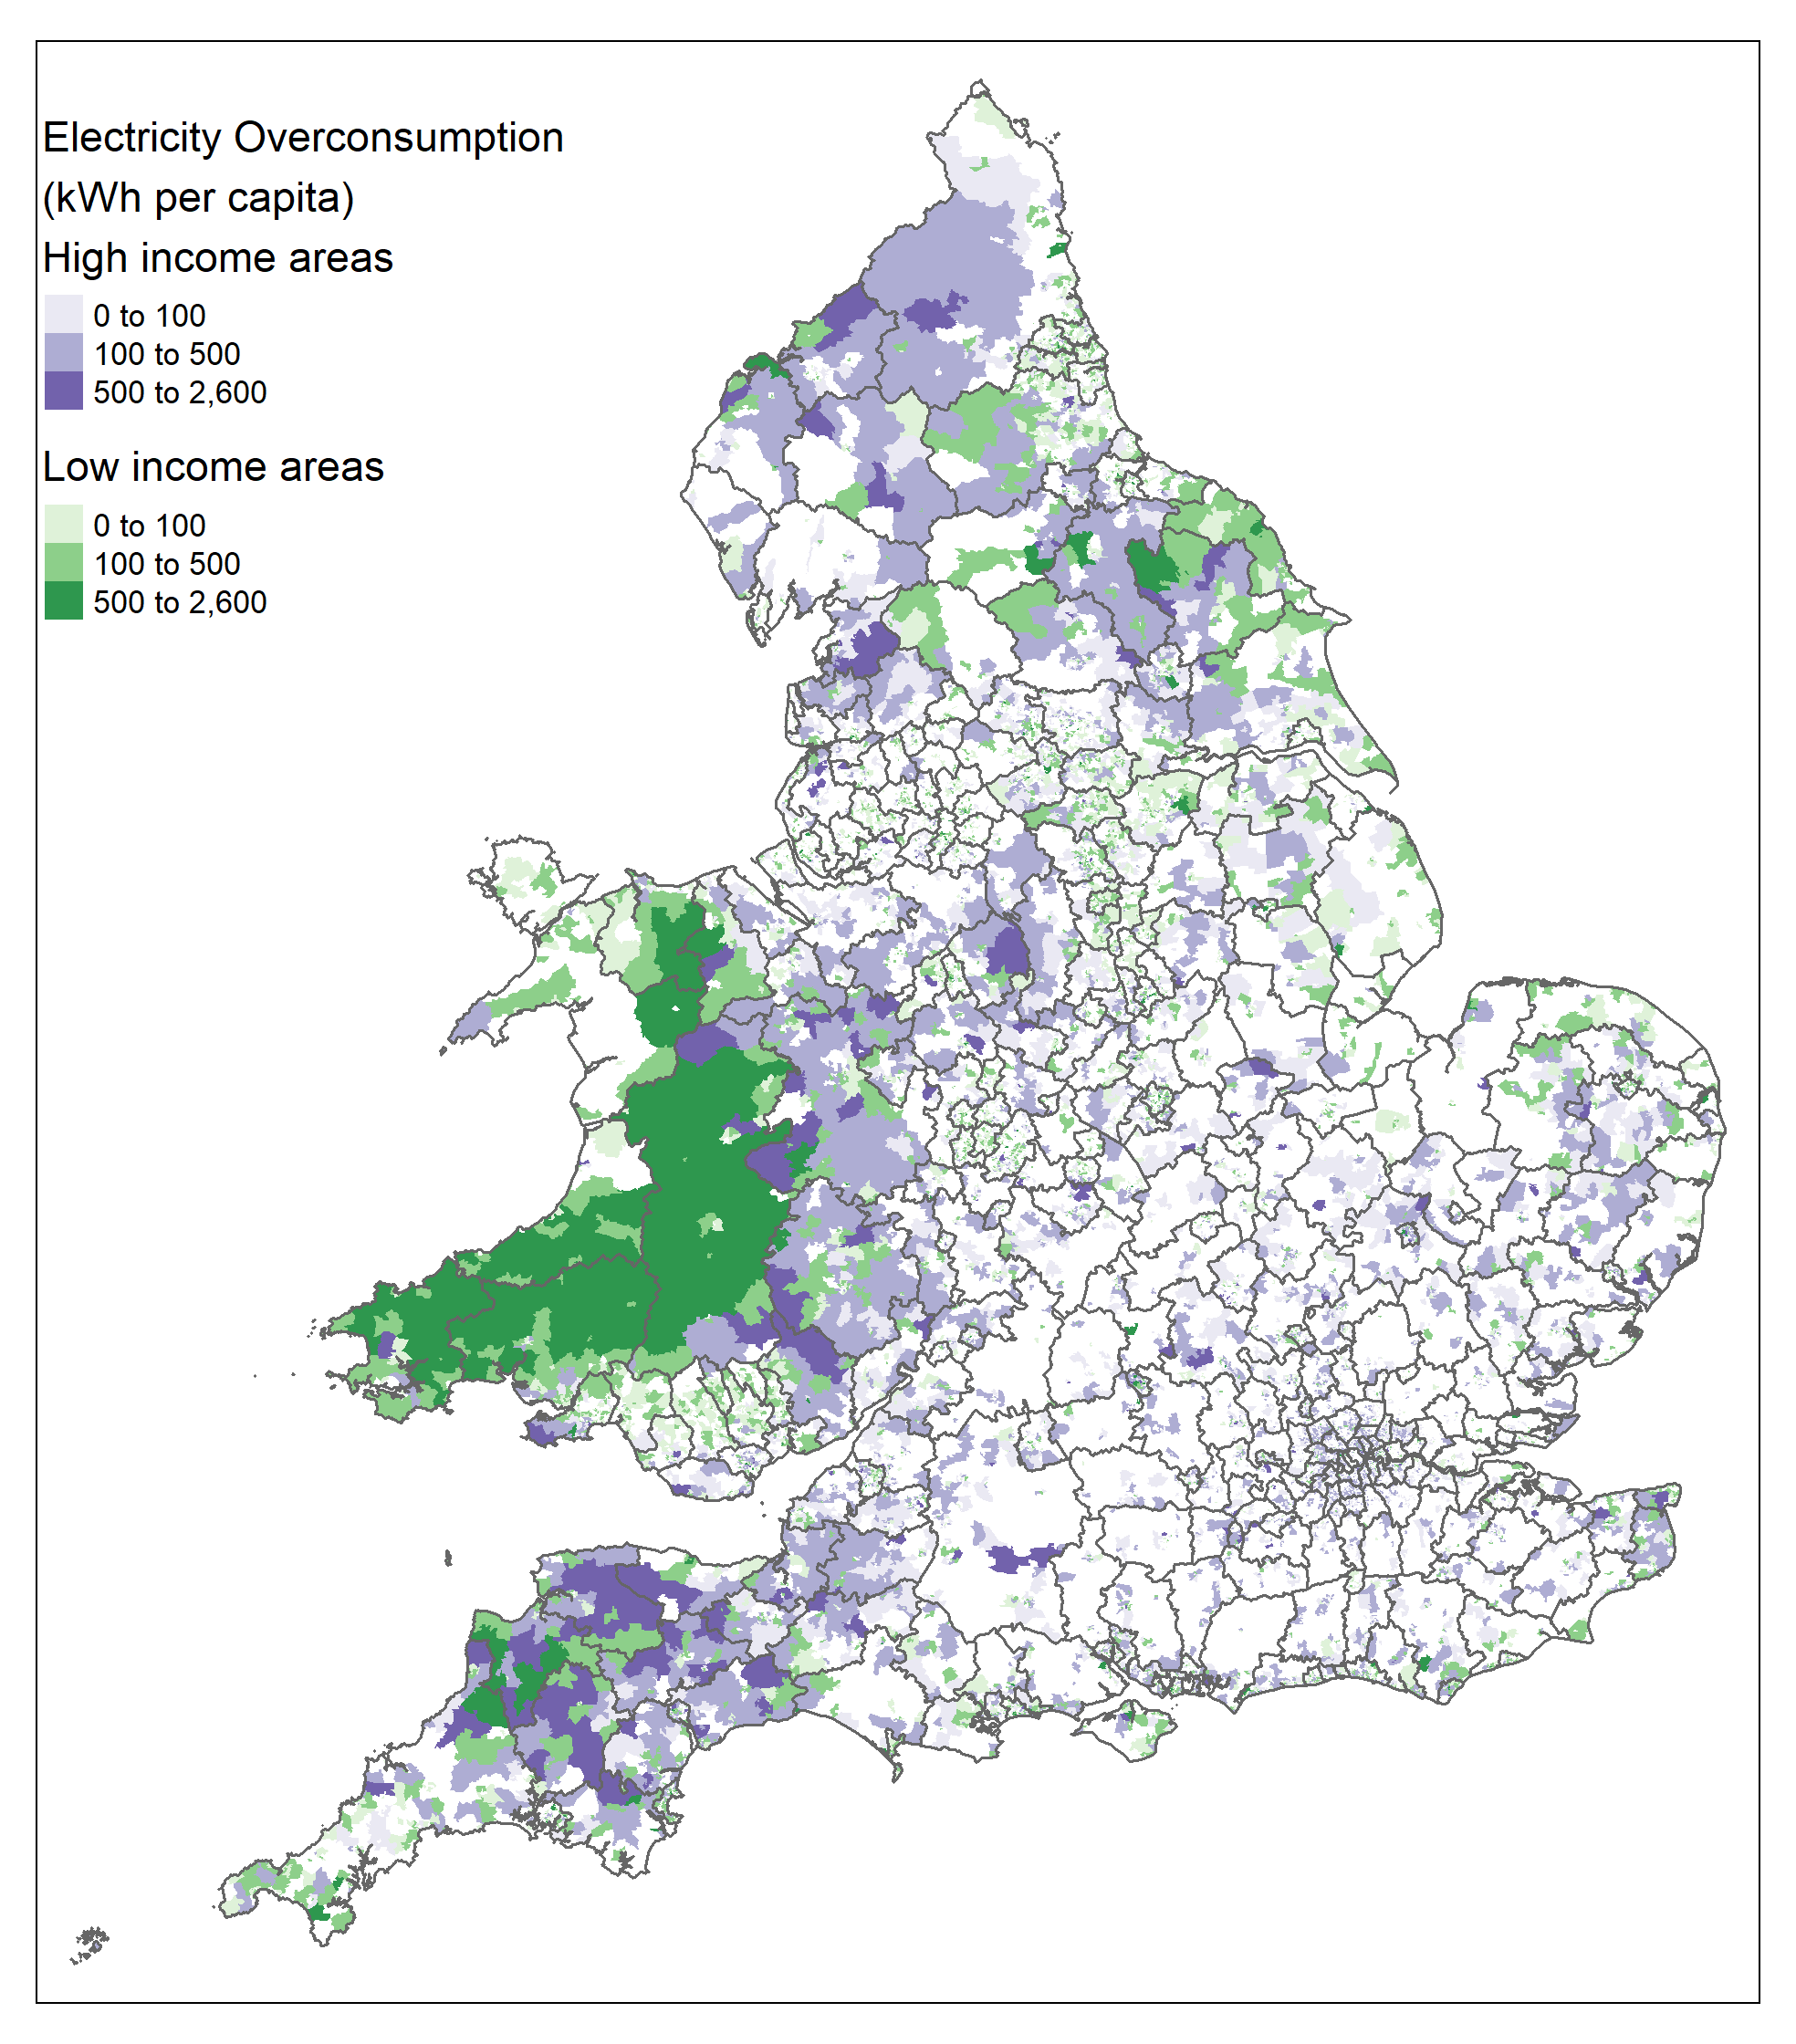 Electricity Overconsumption
(kWh per capita)
High income areas
0 to 100
100 to 500
500 to 2,600
Low income areas
0 to 100
100 to 500
500 to 2,600